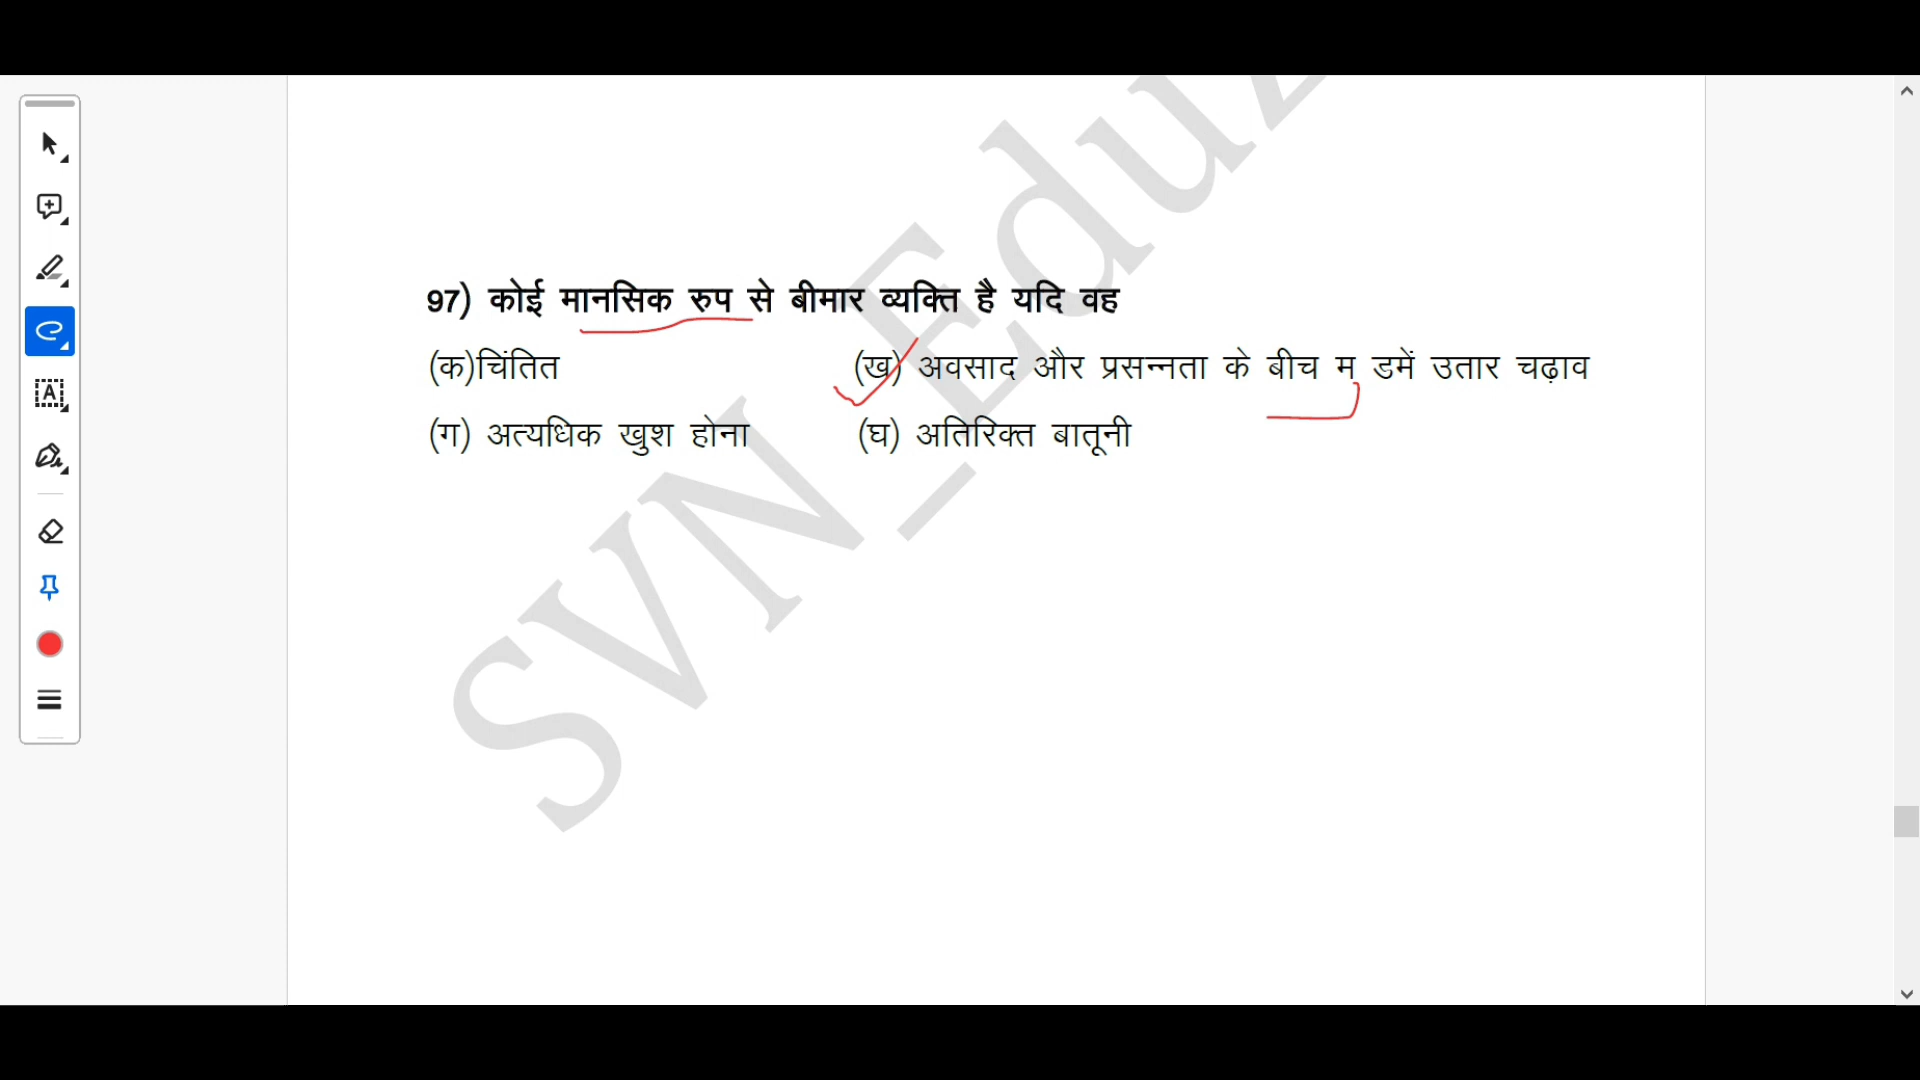 SVN_Eduz
97) कोई मानसिक रुप से बीमार व्यक्ति है यदि वह
(क)चिंतित (ख) अवसाद और प्रसन्नता के बीच म डमें उतार चढ़ाव
(ग) अत्यधिक खुश होना (घ) अतिरिक्त बातूनी